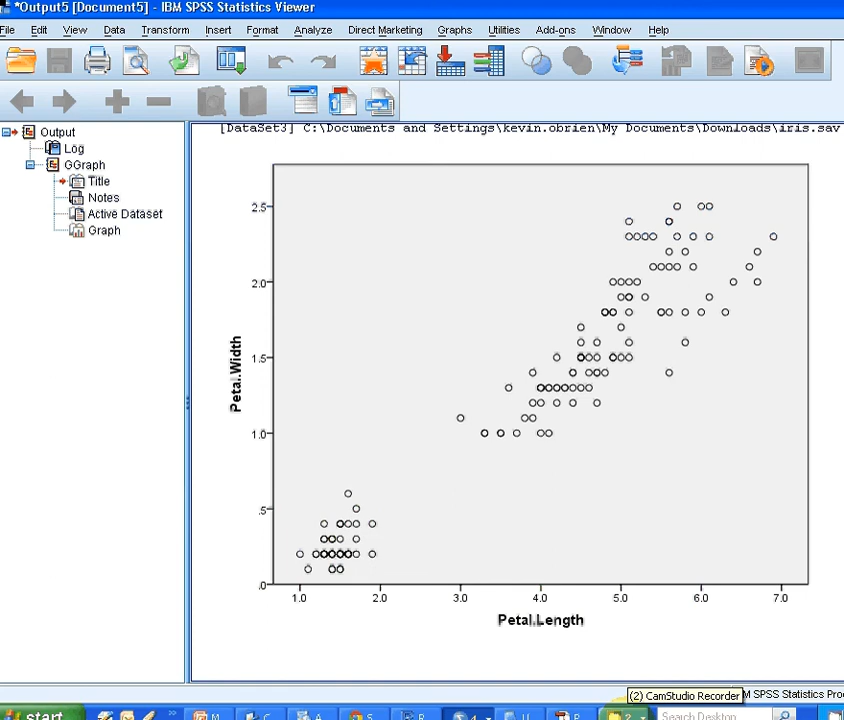 *Output5 [Document5] - IBM SPSS Statistics Viewer
File Edit View Data Transform Insert Format Analyze Direct Marketing Graphs Utilities Add-ons Window Help
Output
Log
GGraph
Title
Notes
Active Dataset
Graph
[DataSet3] C:\Documents and Settings\kevin.obrien\My Documents\Downloads\iris.sav
2.5
2.0
1.5
1.0
.5
.0
Petal.Width
1.0 2.0 3.0 4.0 5.0 6.0 7.0
Petal.Length
(2) CamStudio Recorder
M SPSS Statistics Pro
start
Search Desktop